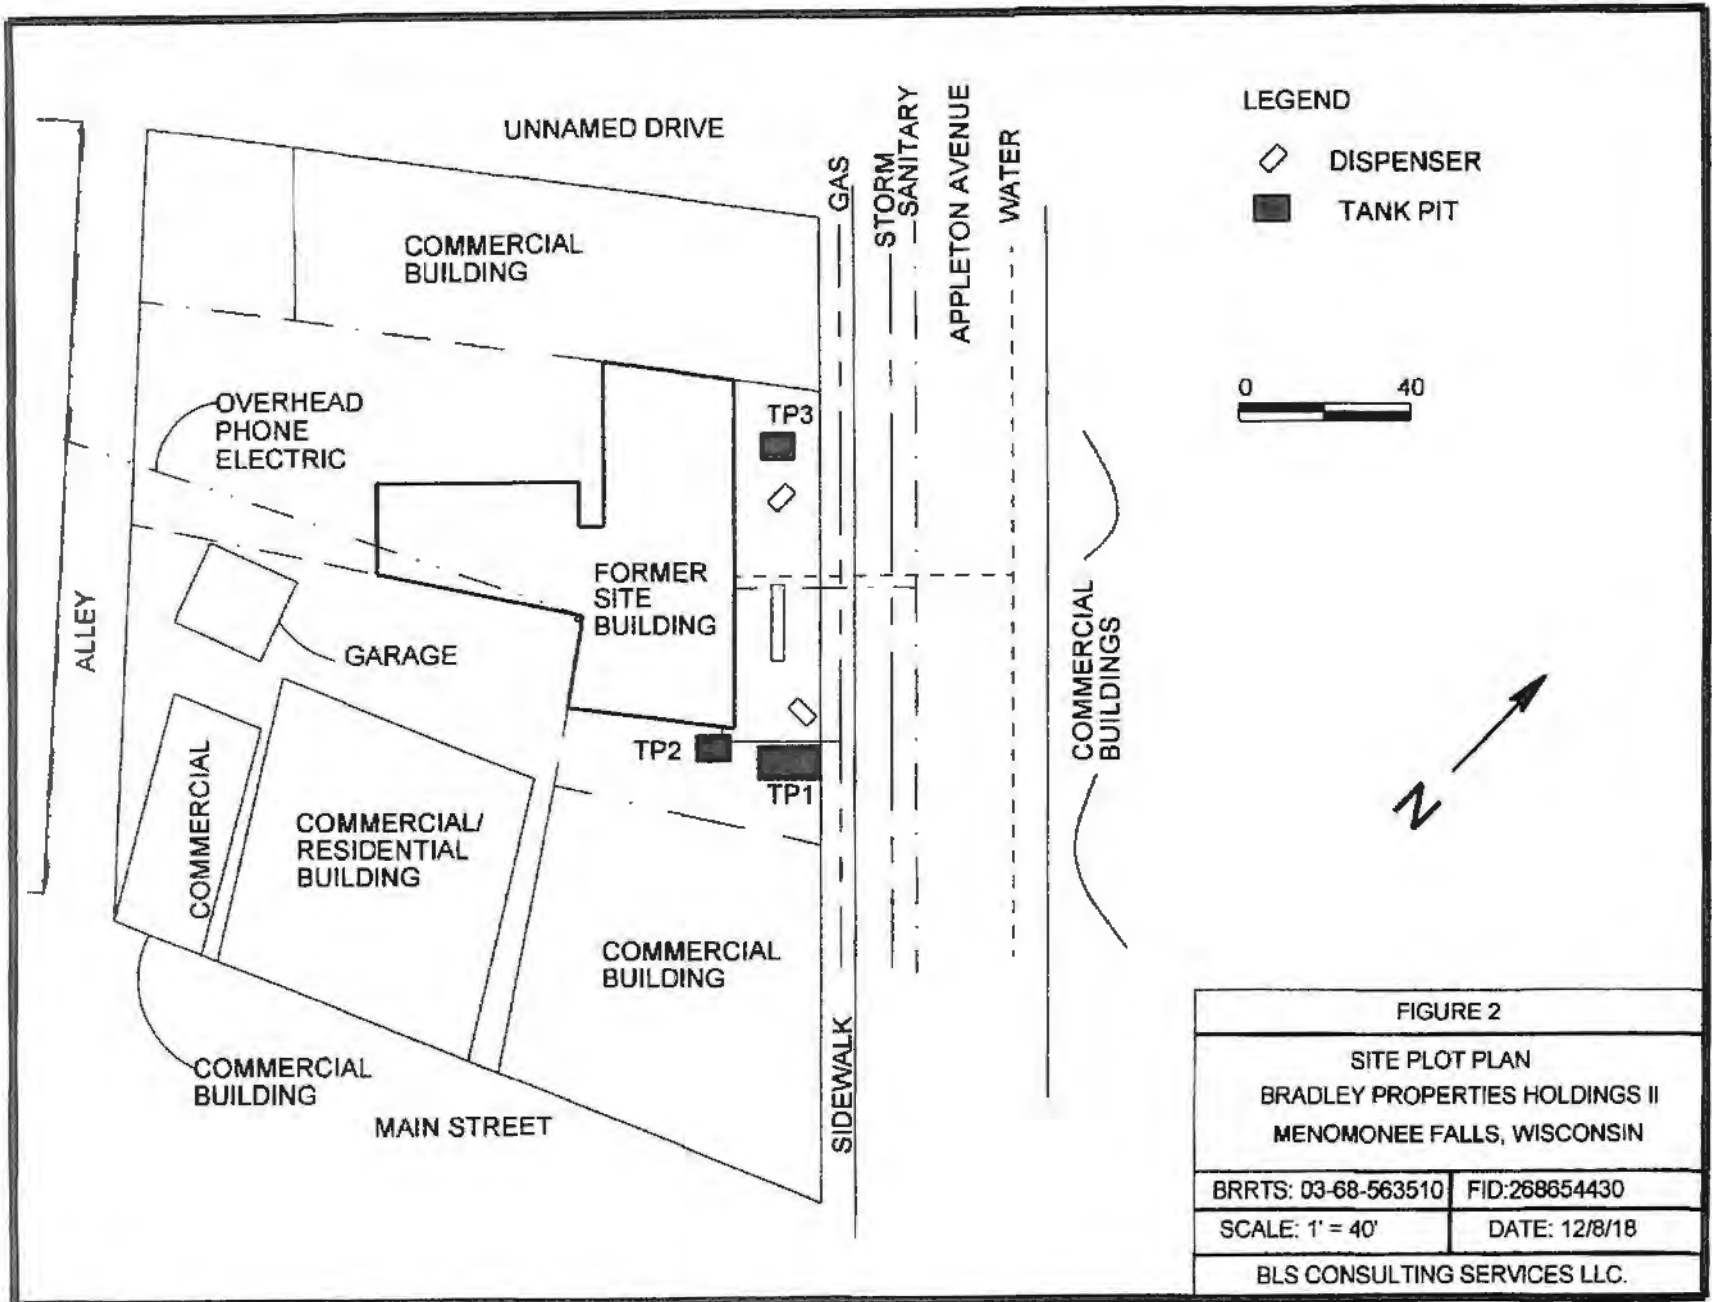 UNNAMED DRIVE
GAS
STORM
SANITARY
APPLETON AVENUE
WATER
LEGEND
DISPENSER
TANK PIT
COMMERCIAL
BUILDING
0 40
OVERHEAD
PHONE
ELECTRIC
TP3
FORMER
SITE
BUILDING
ALLEY
GARAGE
COMMERCIAL
BUILDINGS
TP2
TP1
N
COMMERCIAL
COMMERCIAL/
RESIDENTIAL
BUILDING
COMMERCIAL
BUILDING
SIDEWALK
COMMERCIAL
BUILDING
MAIN STREET
FIGURE 2
SITE PLOT PLAN
BRADLEY PROPERTIES HOLDINGS II
MENOMONEE FALLS, WISCONSIN
BRRTS: 03-68-563510 FID:268654430
SCALE: 1' = 40' DATE: 12/8/18
BLS CONSULTING SERVICES LLC.